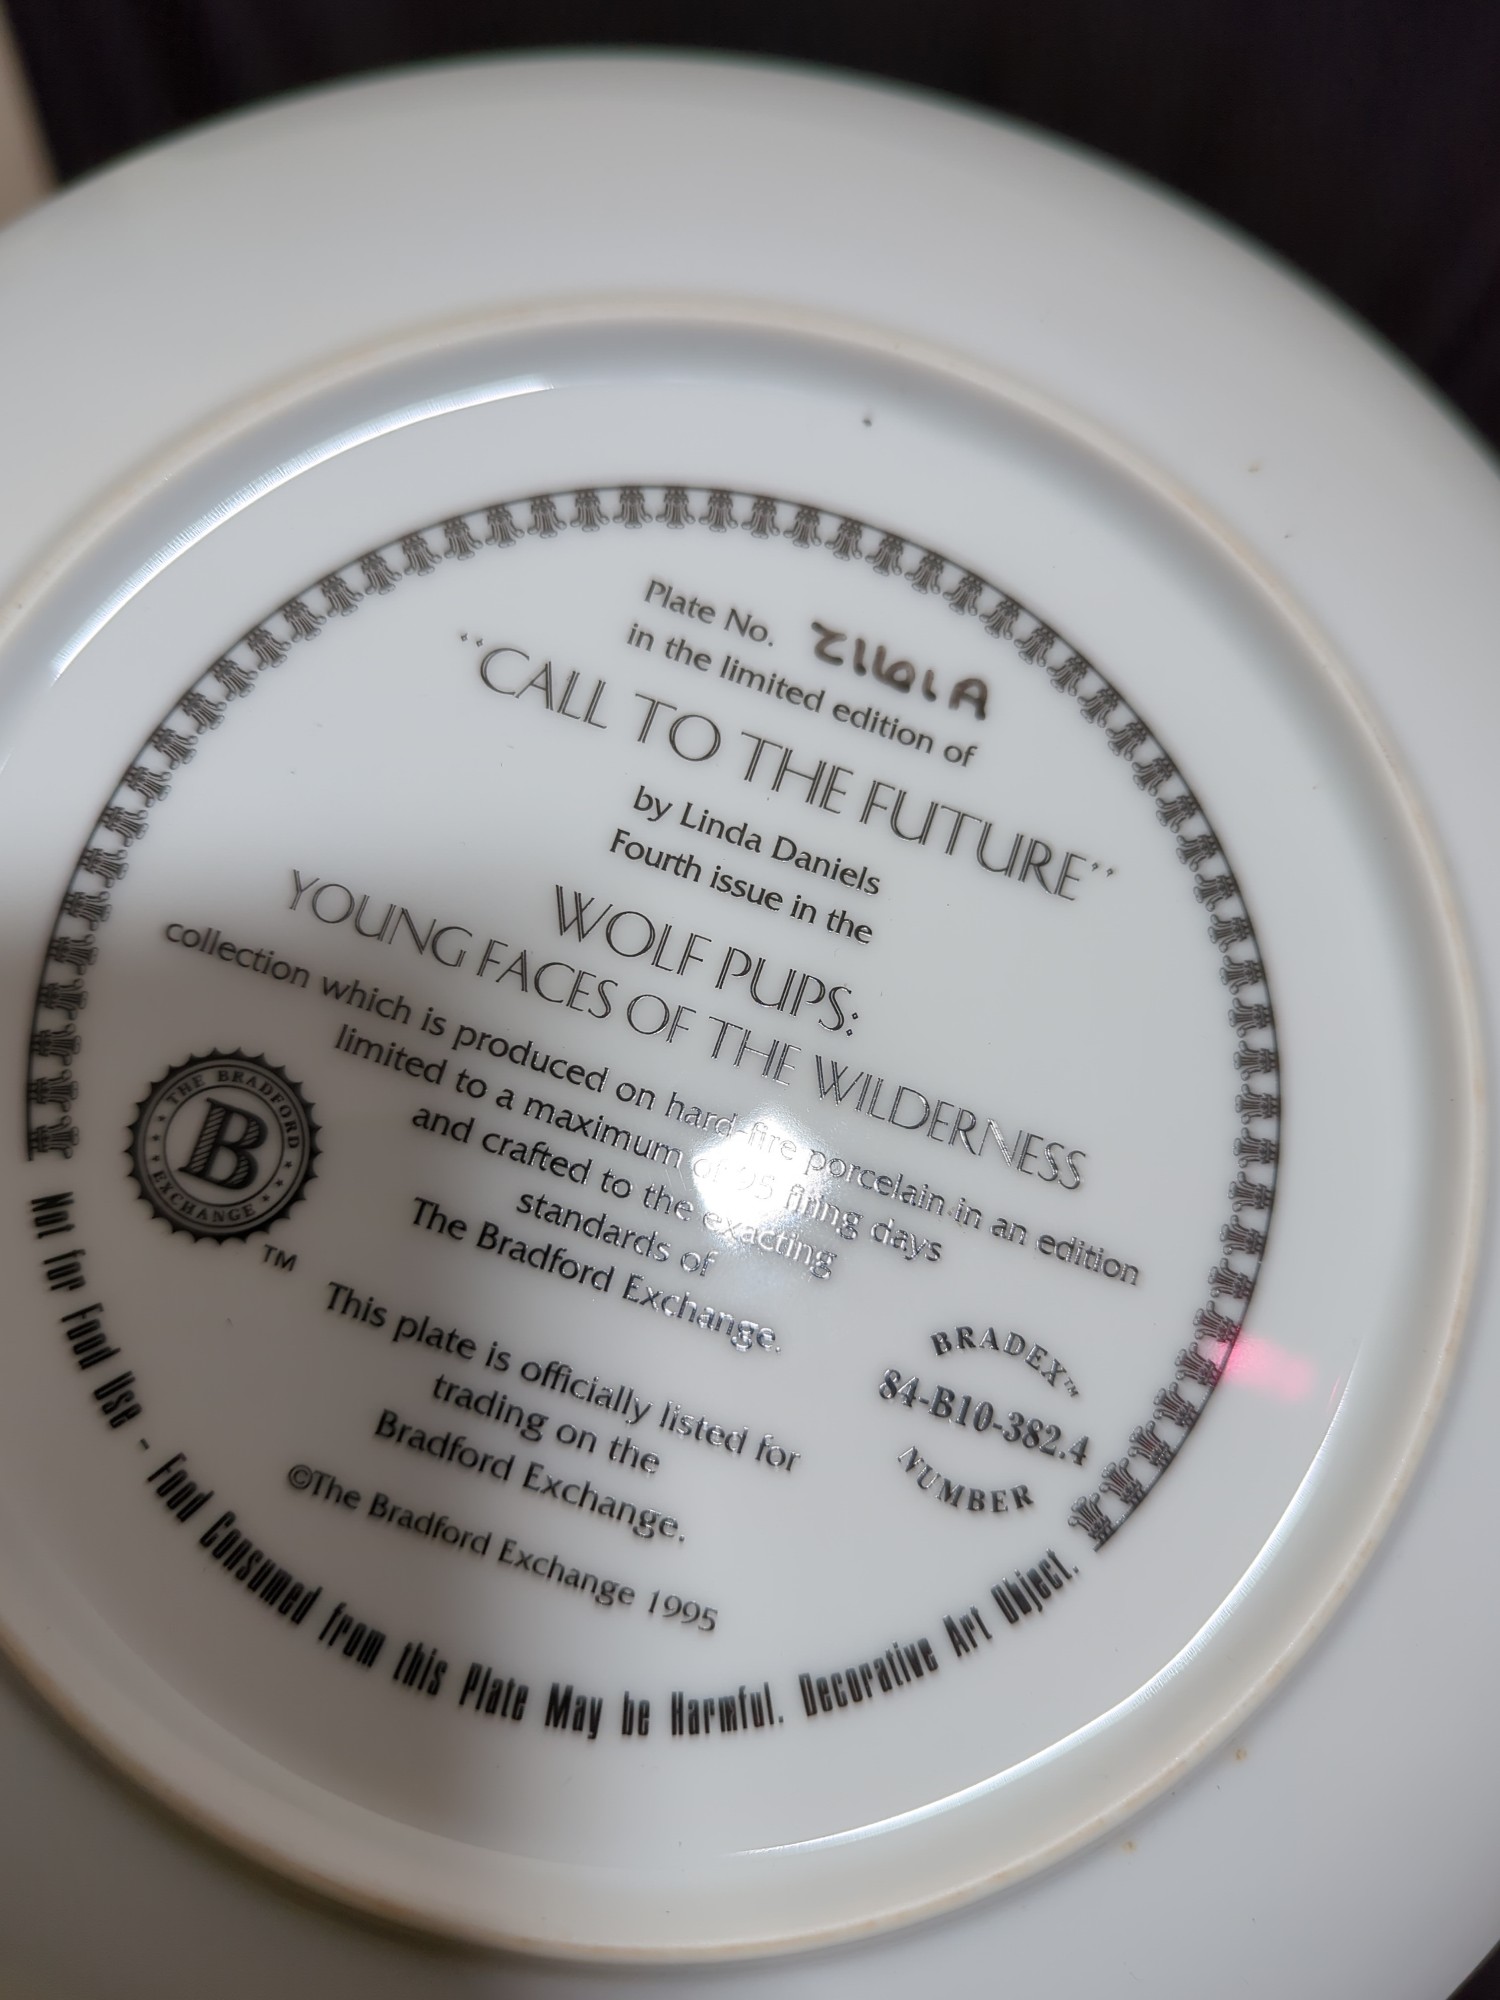 Plate No. 21161A
in the limited edition of
“CALL TO THE FUTURE”
by Linda Daniels
Fourth issue in the
WOLF PUPS:
YOUNG FACES OF THE WILDERNESS
collection which is produced on hard-fire porcelain in an edition
limited to a maximum of 95 firing days
and crafted to the exacting
standards of
The Bradford Exchange.
THE BRADFORD
B
EXCHANGE
TM
This plate is officially listed for
trading on the
Bradford Exchange.
©The Bradford Exchange 1995
BRADEX™
84-B10-382.4
NUMBER
Not for Food Use - Food Consumed from this Plate May be Harmful. Decorative Art Object.